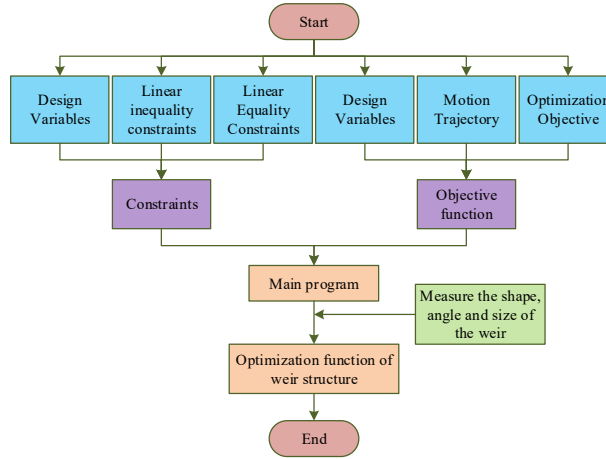 Start
Design
Variables
Linear
inequality
constraints
Linear
Equality
Constraints
Design
Variables
Motion
Trajectory
Optimization
Objective
Constraints
Objective
function
Main program
Measure the shape,
angle and size of
the weir
Optimization function of
weir structure
End